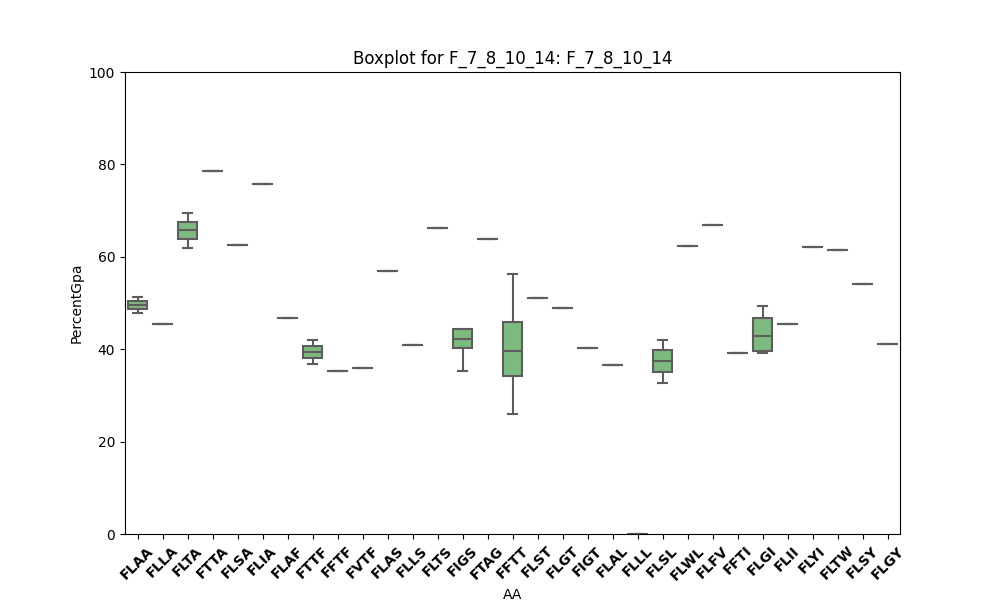 Boxplot for F_7_8_10_14: F_7_8_10_14
100
80
60
40
20
0
PercentGpa
FLAA FLLA FLTA FTTA FLSA FLIA FLAF FTTF FFTF FVTF FLAS FLLS FLTS FIGS FTAG FFTT FLST FLGT FIGT FLAL FLLL FLSL FLWL FLFV FFTI FLGI FLII FLYI FLTW FLSY FLGY
AA